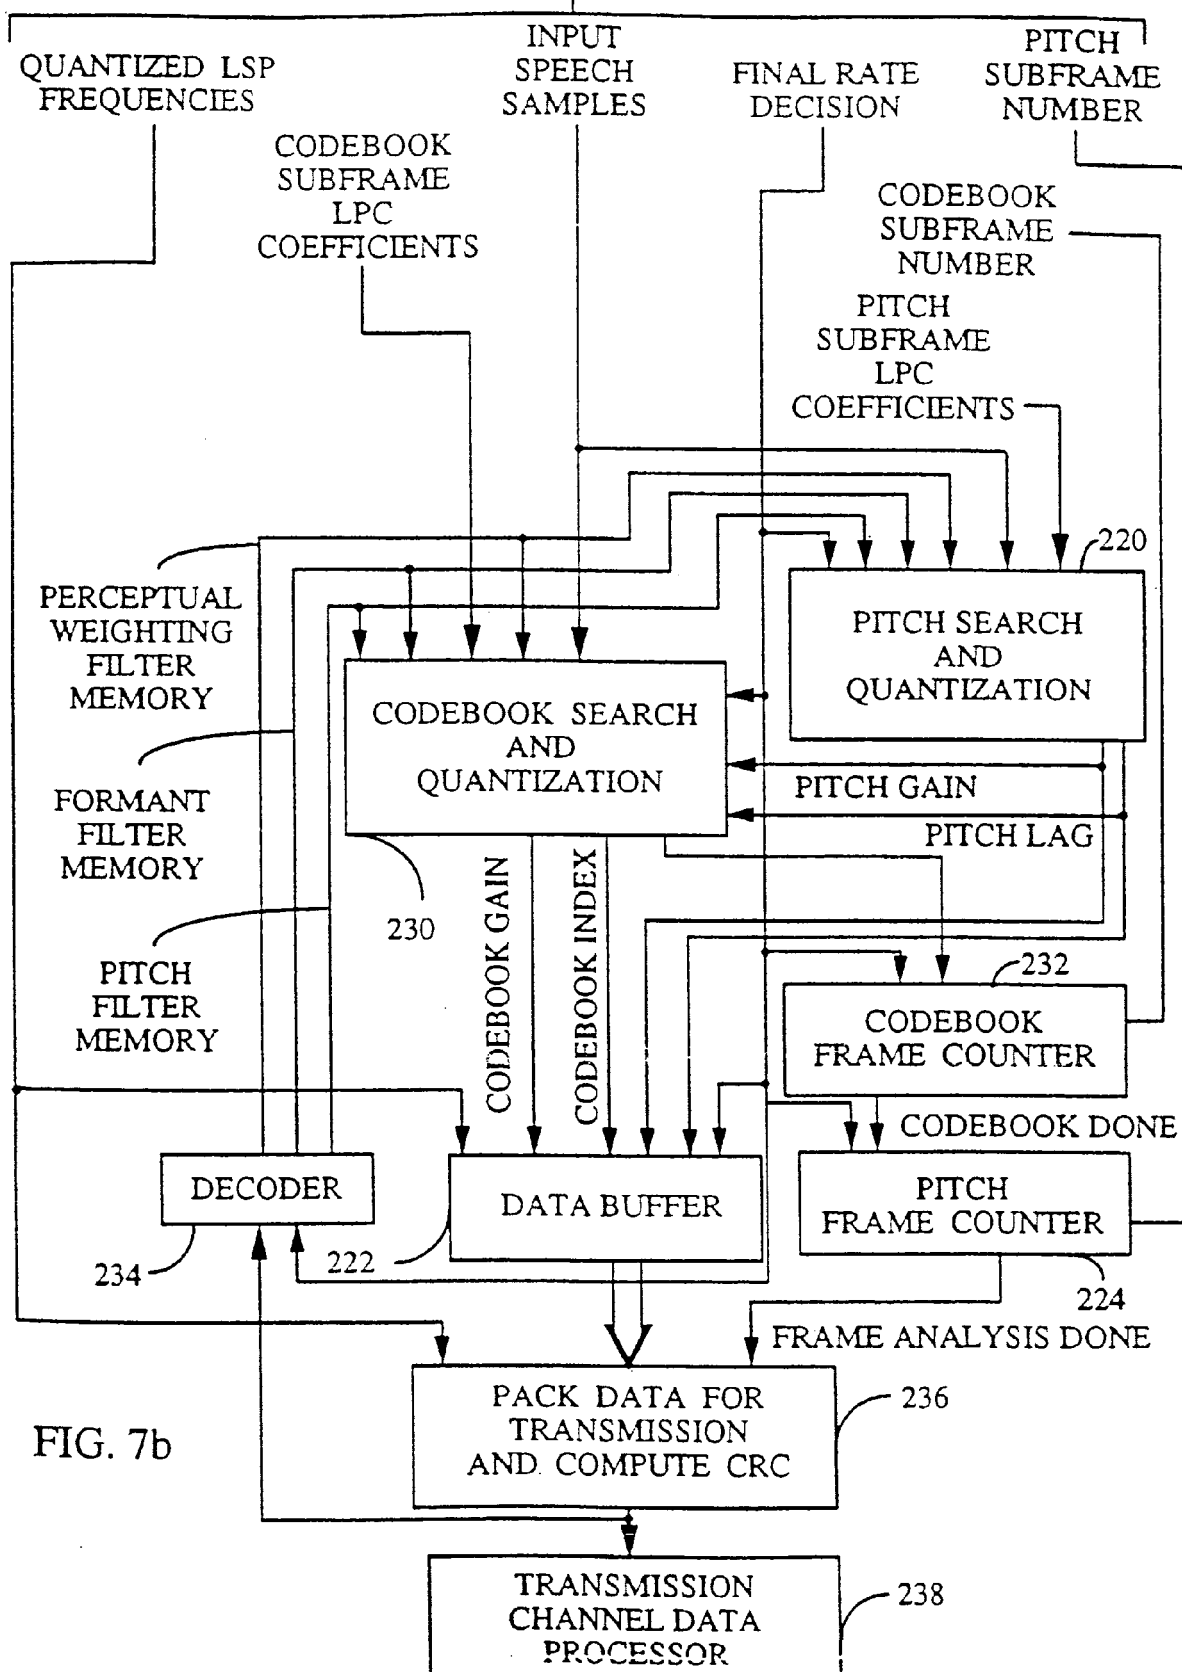 QUANTIZED LSP
FREQUENCIES
INPUT
SPEECH
SAMPLES
FINAL RATE
DECISION
PITCH
SUBFRAME
NUMBER
CODEBOOK
SUBFRAME
LPC
COEFFICIENTS
CODEBOOK
SUBFRAME
NUMBER
PITCH
SUBFRAME
LPC
COEFFICIENTS
220
PERCEPTUAL
WEIGHTING
FILTER
MEMORY
PITCH SEARCH
AND
QUANTIZATION
CODEBOOK SEARCH
AND
QUANTIZATION
PITCH GAIN
PITCH LAG
FORMANT
FILTER
MEMORY
230
CODEBOOK GAIN
CODEBOOK INDEX
PITCH
FILTER
MEMORY
232
CODEBOOK
FRAME COUNTER
CODEBOOK DONE
DECODER
234
DATA BUFFER
222
PITCH
FRAME COUNTER
224
FRAME ANALYSIS DONE
PACK DATA FOR
TRANSMISSION
AND COMPUTE CRC
236
FIG. 7b
TRANSMISSION
CHANNEL DATA
PROCESSOR
238